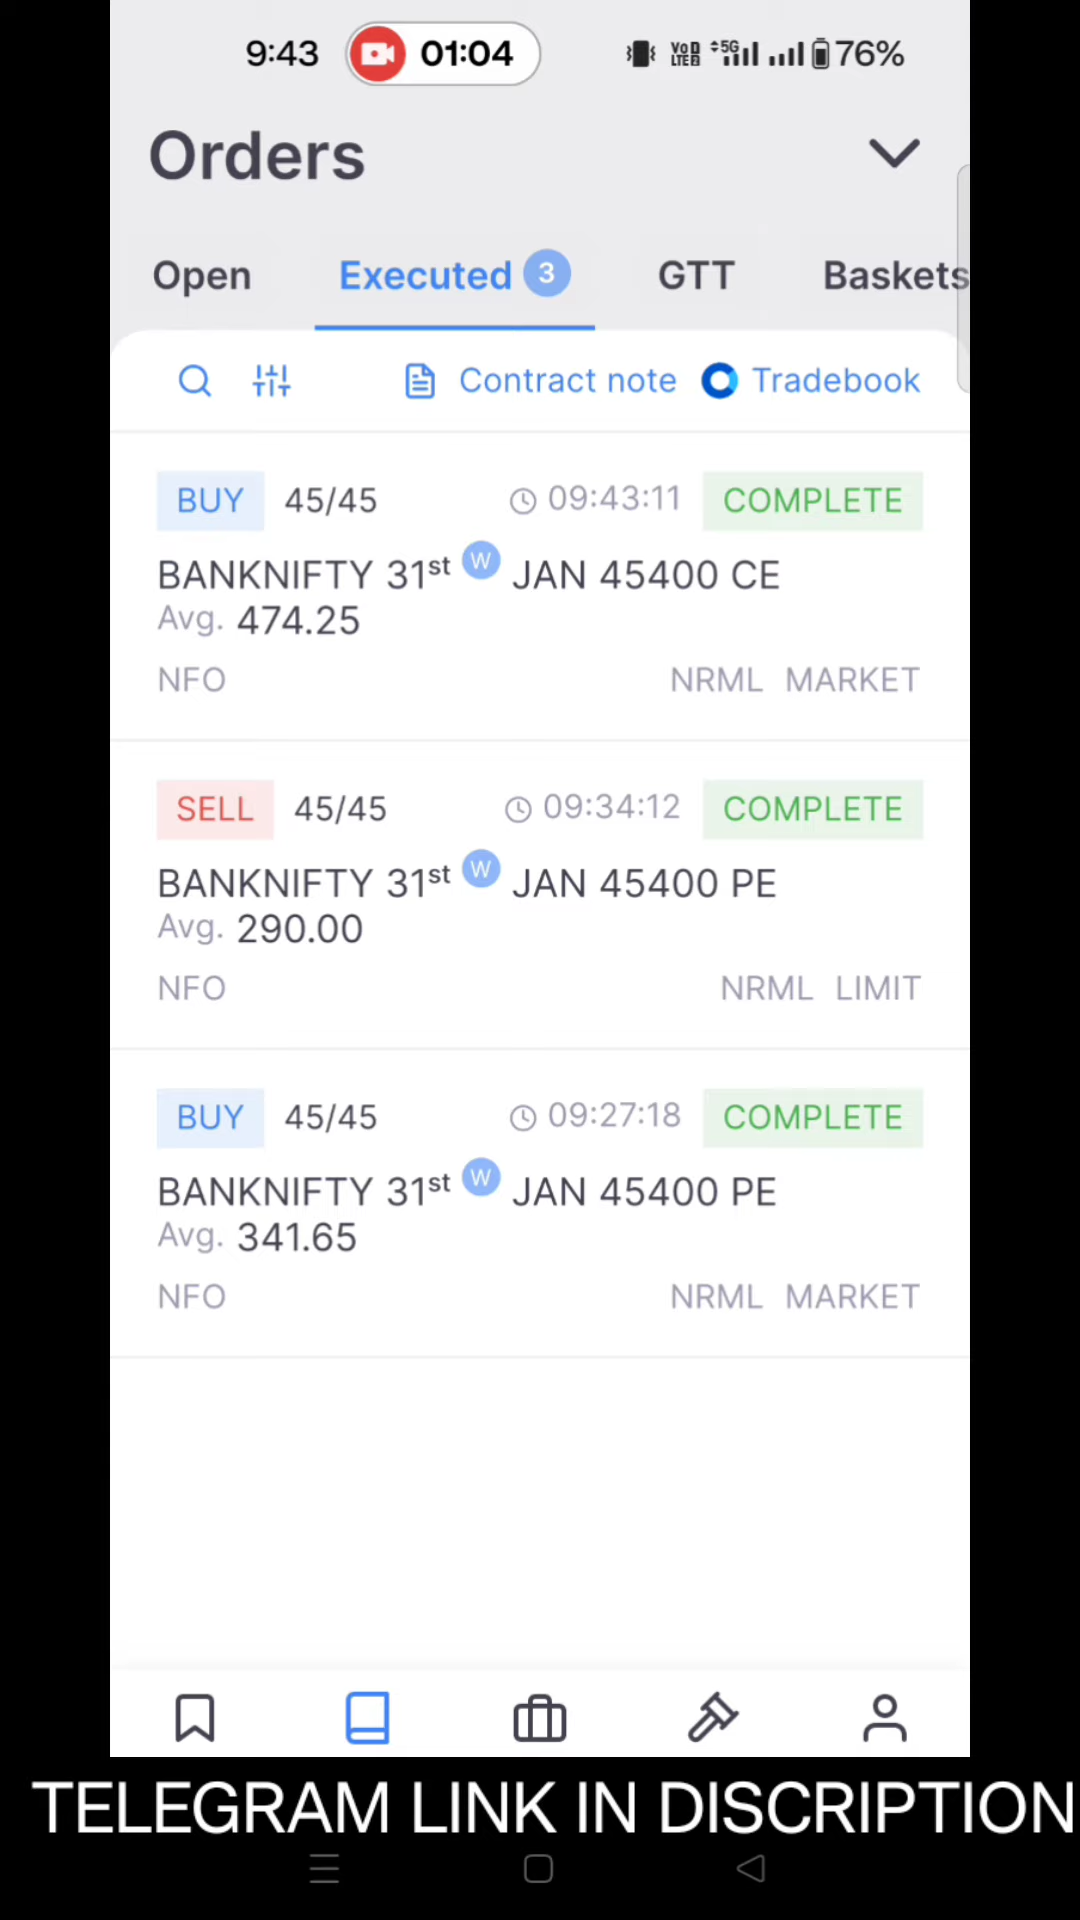 9:43 01:04 VoD LTE2 5G 76%
Orders
Open Executed 3 GTT Baskets
Contract note Tradebook
BUY 45/45 09:43:11 COMPLETE
BANKNIFTY 31st W JAN 45400 CE
Avg. 474.25
NFO NRML MARKET
SELL 45/45 09:34:12 COMPLETE
BANKNIFTY 31st W JAN 45400 PE
Avg. 290.00
NFO NRML LIMIT
BUY 45/45 09:27:18 COMPLETE
BANKNIFTY 31st W JAN 45400 PE
Avg. 341.65
NFO NRML MARKET
TELEGRAM LINK IN DISCRIPTION